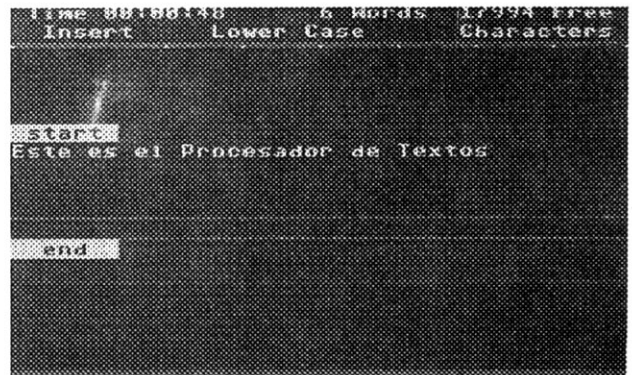 Time 00:00:48 6 Words 17994 Free
Insert Lower Case Characters
start
Este es el Procesador de Textos
end